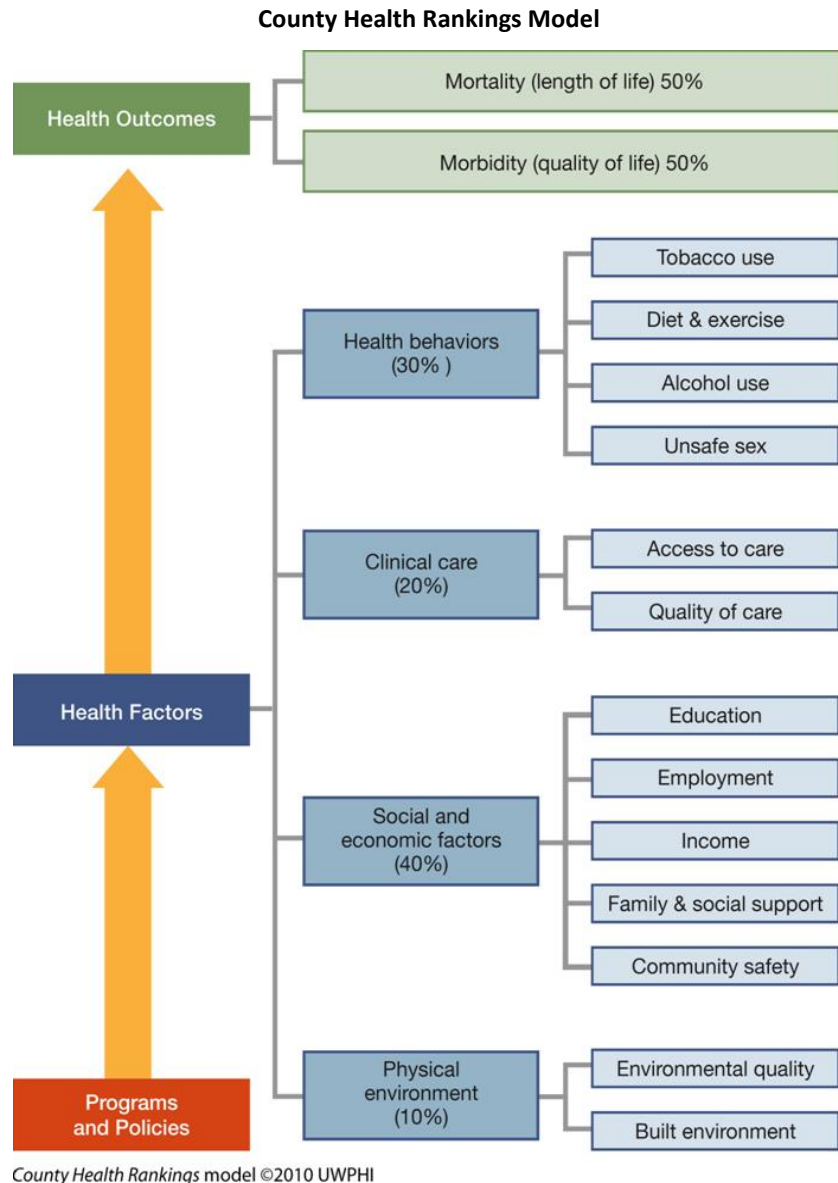 County Health Rankings Model
Health Outcomes
Mortality (length of life) 50%
Morbidity (quality of life) 50%
Health Factors
Health behaviors
(30% )
Tobacco use
Diet & exercise
Alcohol use
Unsafe sex
Clinical care
(20%)
Access to care
Quality of care
Social and
economic factors
(40%)
Education
Employment
Income
Family & social support
Community safety
Programs
and Policies
Physical
environment
(10%)
Environmental quality
Built environment
County Health Rankings model ©2010 UWPHI